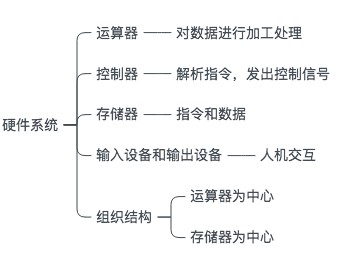 硬件系统
运算器 对数据进行加工处理
控制器 解析指令，发出控制信号
存储器 指令和数据
输入设备和输出设备 人机交互
组织结构
运算器为中心
存储器为中心